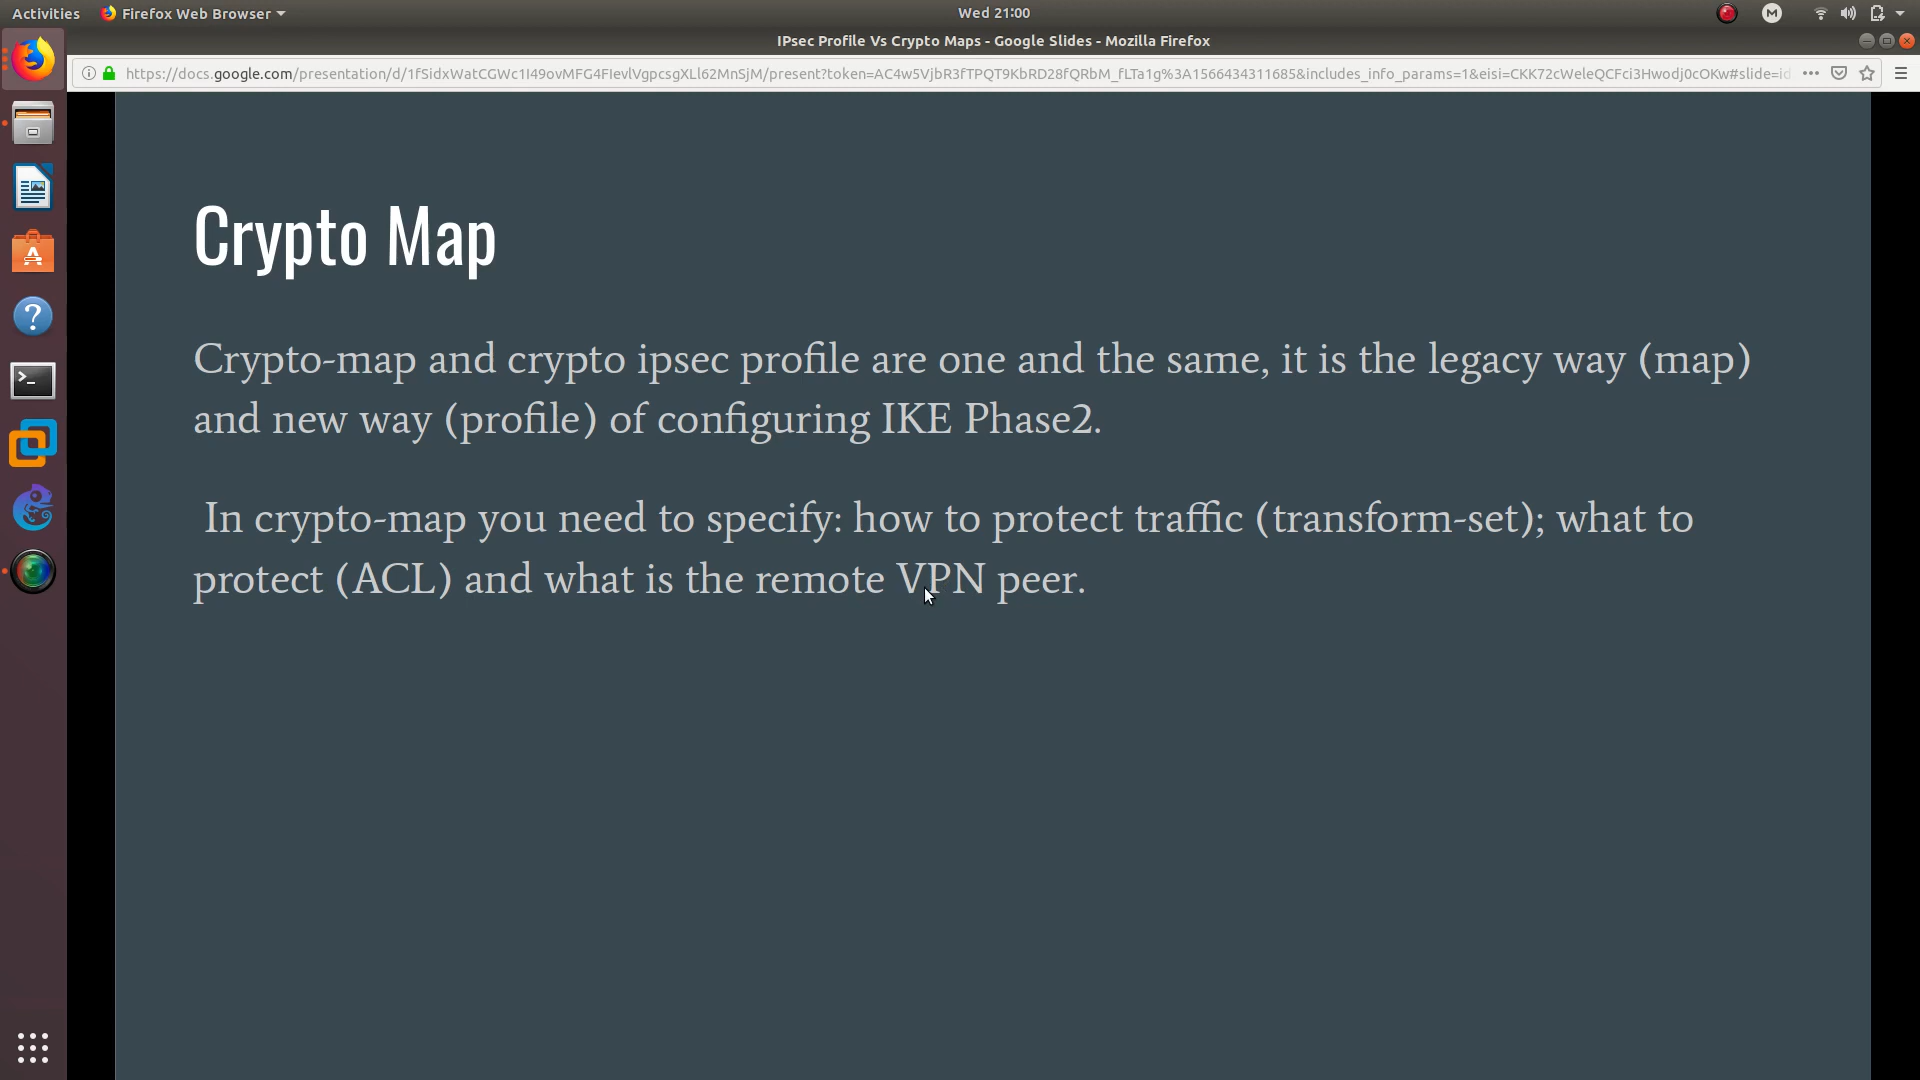 Activities
Firefox Web Browser
Wed 21:00
M
IPsec Profile Vs Crypto Maps - Google Slides - Mozilla Firefox
https://docs.google.com/presentation/d/1fSidxWatCGWc1I49ovMFG4FIevlVgpcsgXLl62MnSjM/present?token=AC4w5VjbR3fTPQT9KbRD28fQRbM_fLTa1g%3A1566434311685&includes_info_params=1&eisi=CKK72cWeleQCFci3Hwodj0cOKw#slide=id
Crypto Map
Crypto-map and crypto ipsec profile are one and the same, it is the legacy way (map)
and new way (profile) of configuring IKE Phase2.
In crypto-map you need to specify: how to protect traffic (transform-set); what to
protect (ACL) and what is the remote VPN peer.